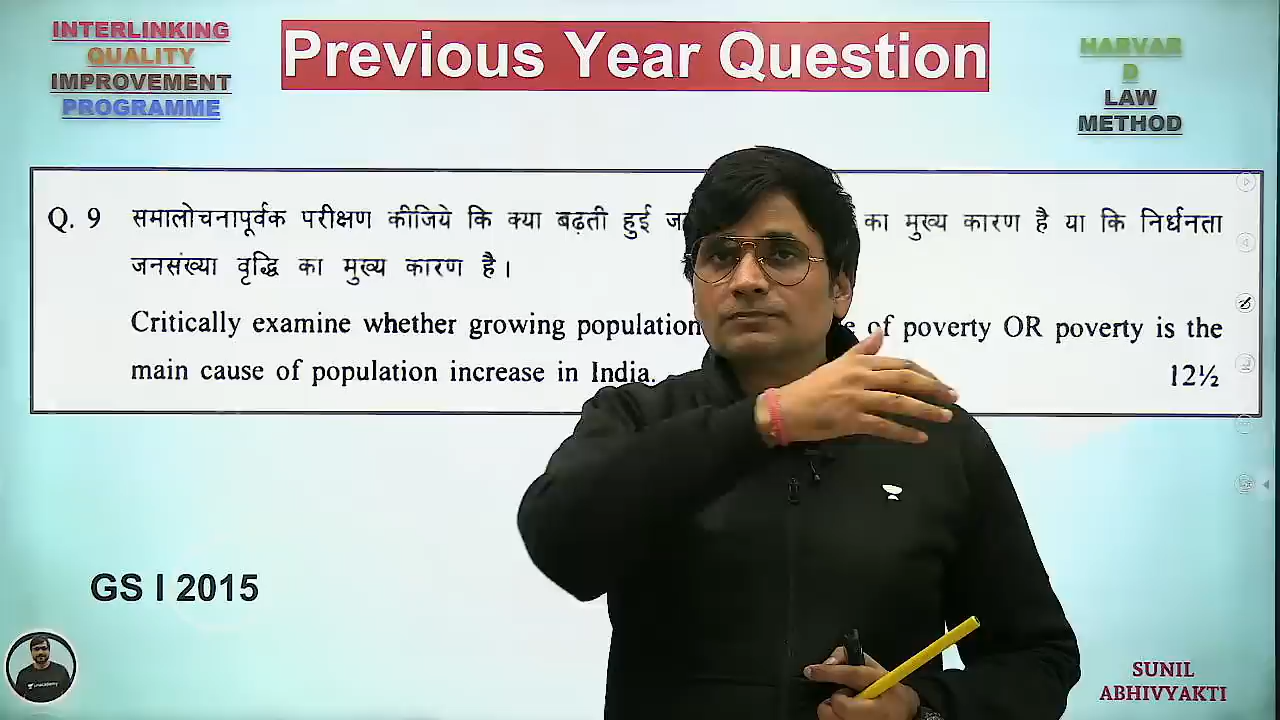 INTERLINKING
QUALITY
IMPROVEMENT
PROGRAMME
Previous Year Question
HARVAR
D
LAW
METHOD
Q. 9 समालोचनापूर्वक परीक्षण कीजिये कि क्या बढ़ती हुई का मुख्य कारण है या कि निर्धनता
जनसंख्या वृद्धि का मुख्य कारण है।
Critically examine whether growing population of poverty OR poverty is the
main cause of population increase in India. 12½
GS I 2015
SUNIL
ABHIVYAKTI